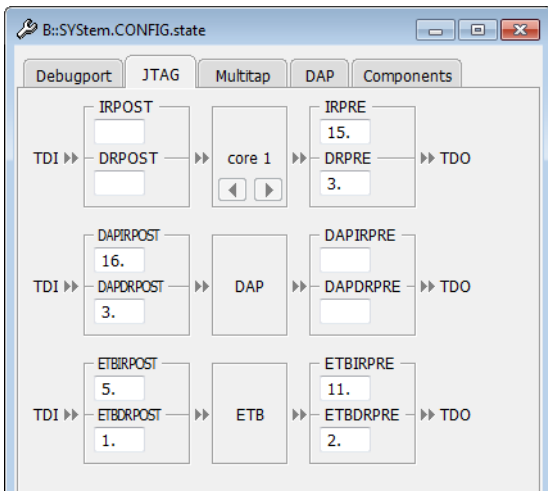 B::SYStem.CONFIG.state
Debugport JTAG Multitap DAP Components
IRPOST IRPRE
15.
TDI DRPOST core 1 DRPRE TDO
3.
DAPIRPOST DAPIRPRE
16.
TDI DAPDRPOST DAP DAPDRPRE TDO
3.
ETBIRPOST ETBIRPRE
5. 11.
TDI ETBDRPOST ETB ETBDRPRE TDO
1. 2.